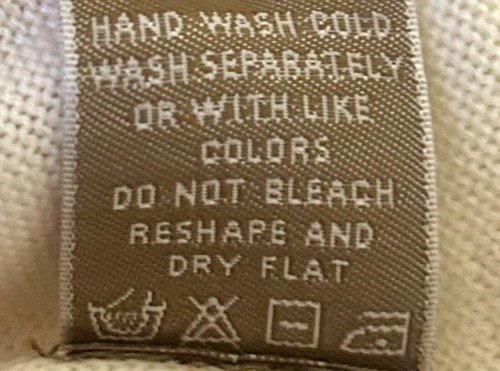 HAND WASH COLD
WASH SEPARATELY
OR WITH LIKE
COLORS
DO NOT BLEACH
RESHAPE AND
DRY FLAT